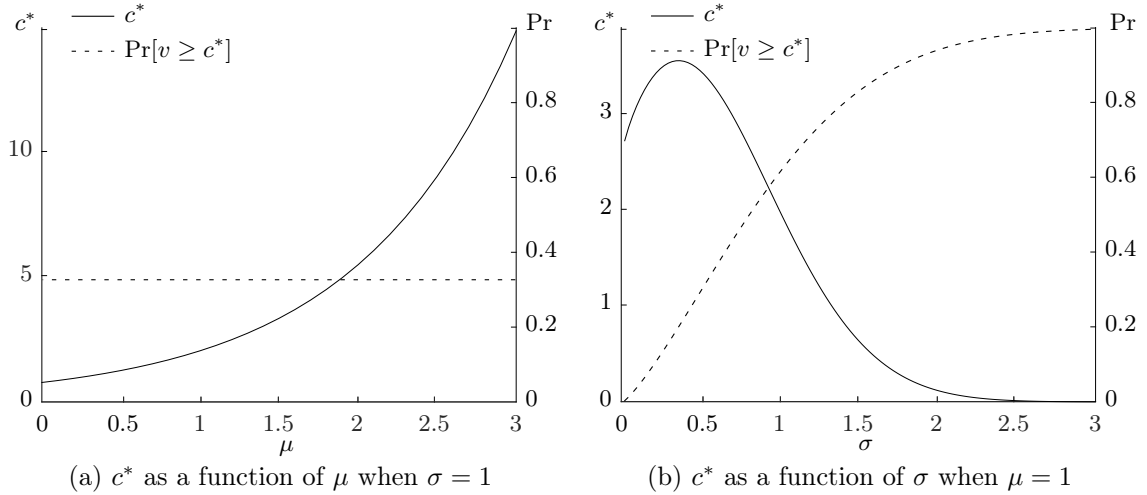 c* Pr
c*
Pr[v ≥ c*]
0.8
10
0.6
0.4
5
0.2
0 0
0 0.5 1 1.5 2 2.5 3
μ
(a) c* as a function of μ when σ = 1
c* Pr
c*
Pr[v ≥ c*]
3 0.8
0.6
2
0.4
1 0.2
0 0
0 0.5 1 1.5 2 2.5 3
σ
(b) c* as a function of σ when μ = 1